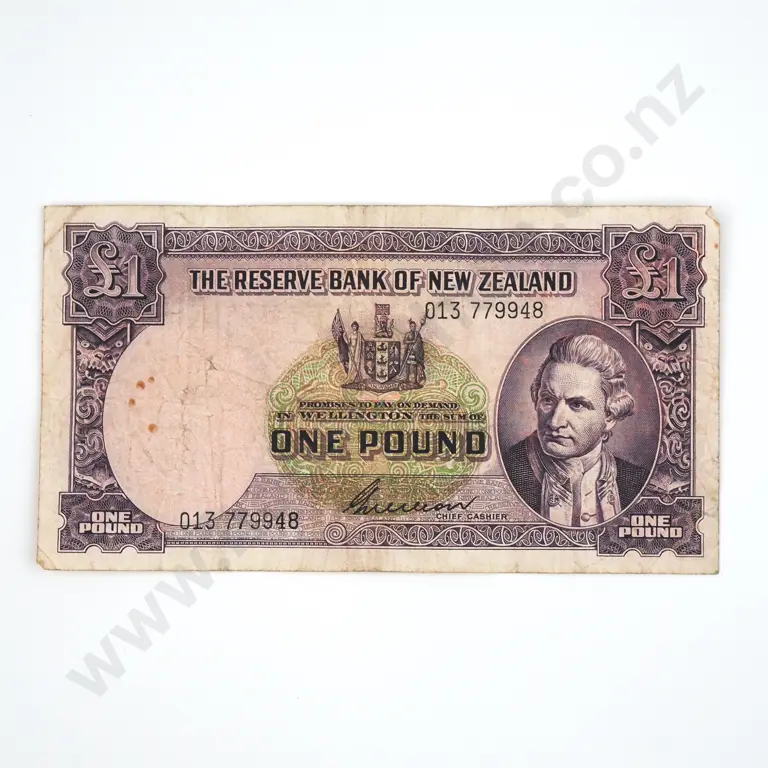 £1
£1
THE RESERVE BANK OF NEW ZEALAND
013 779948
PROMISES TO PAY ON DEMAND
IN WELLINGTON THE SUM OF
ONE POUND
CHIEF CASHIER
013 779948
ONE
POUND
ONE
POUND